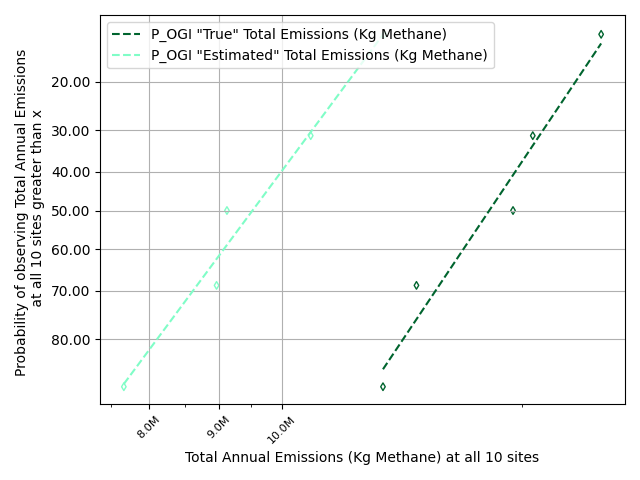 P_OGI "True" Total Emissions (Kg Methane)
P_OGI "Estimated" Total Emissions (Kg Methane)
Probability of observing Total Annual Emissions
at all 10 sites greater than x
20.00
30.00
40.00
50.00
60.00
70.00
80.00
8.0M
9.0M
10.0M
Total Annual Emissions (Kg Methane) at all 10 sites